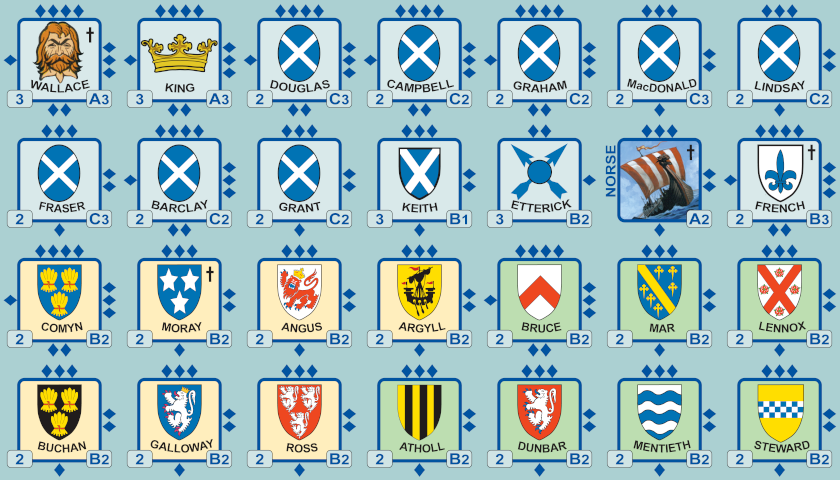 WALLACE
3 A3
KING
3 A3
DOUGLAS
2 C3
CAMPBELL
2 C2
GRAHAM
2 C2
MacDONALD
3 C3
LINDSAY
2 C2
FRASER
2 C3
BARCLAY
2 C2
GRANT
2 C2
KEITH
3 B1
ETTERICK
3 B2
NORSE
A2
FRENCH
2 B3
COMYN
2 B2
MORAY
2 B2
ANGUS
2 B2
ARGYLL
2 B2
BRUCE
2 B2
MAR
2 B2
LENNOX
2 B2
BUCHAN
2 B2
GALLOWAY
2 B2
ROSS
2 B2
ATHOLL
2 B2
DUNBAR
2 B2
MENTIETH
2 B2
STEWARD
2 B2